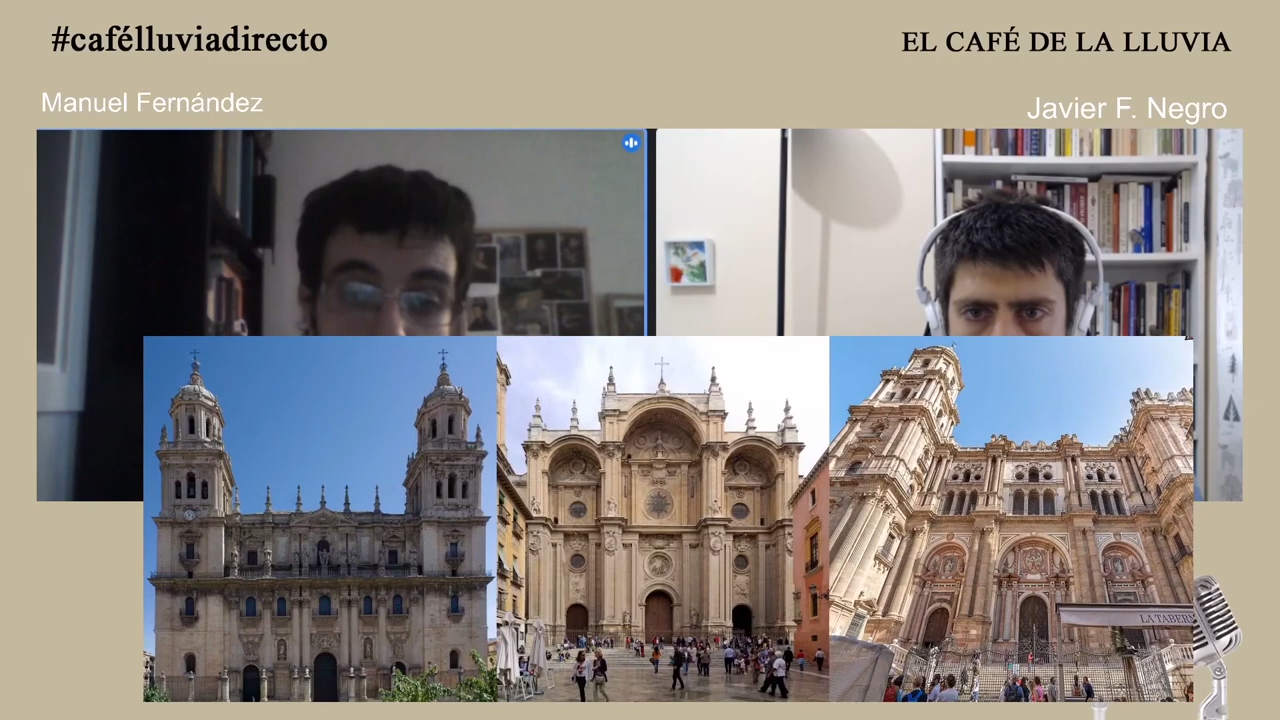 #cafélluviadirecto
EL CAFÉ DE LA LLUVIA
Manuel Fernández
Javier F. Negro
LA TABER